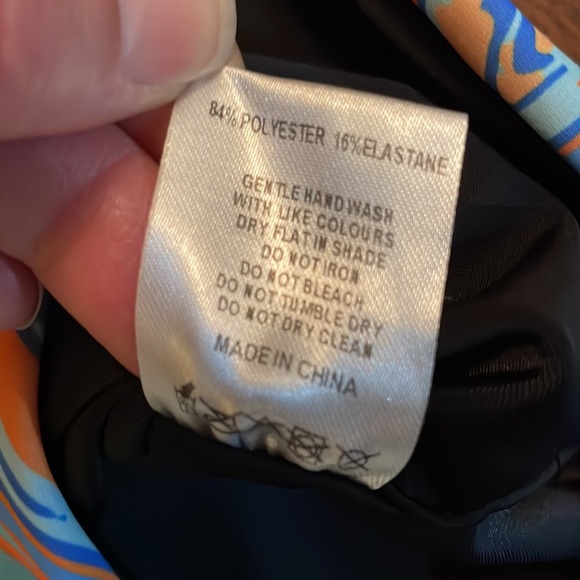 84% POLYESTER 16%ELASTANE
GENTLE HAND WASH
WITH LIKE COLOURS
DRY FLAT IN SHADE
DO NOT IRON
DO NOT BLEACH
DO NOT TUMBLE DRY
DO NOT DRY CLEAN
MADE IN CHINA